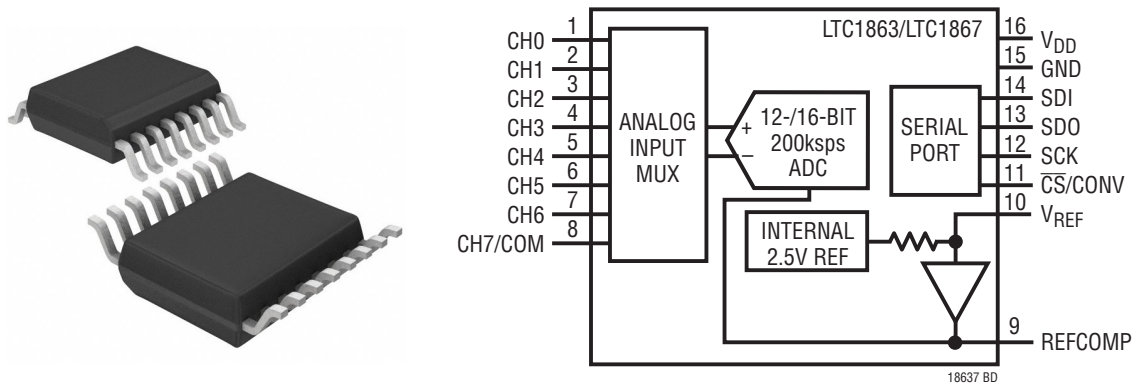 LTC1863/LTC1867
1
CH0
2
CH1
3
CH2
4
CH3
5
CH4
6
CH5
7
CH6
8
CH7/COM
ANALOG
INPUT
MUX
+
–
12-/16-BIT
200ksps
ADC
SERIAL
PORT
INTERNAL
2.5V REF
16
VDD
15
GND
14
SDI
13
SDO
12
SCK
11
CS/CONV
10
VREF
9
REFCOMP
18637 BD